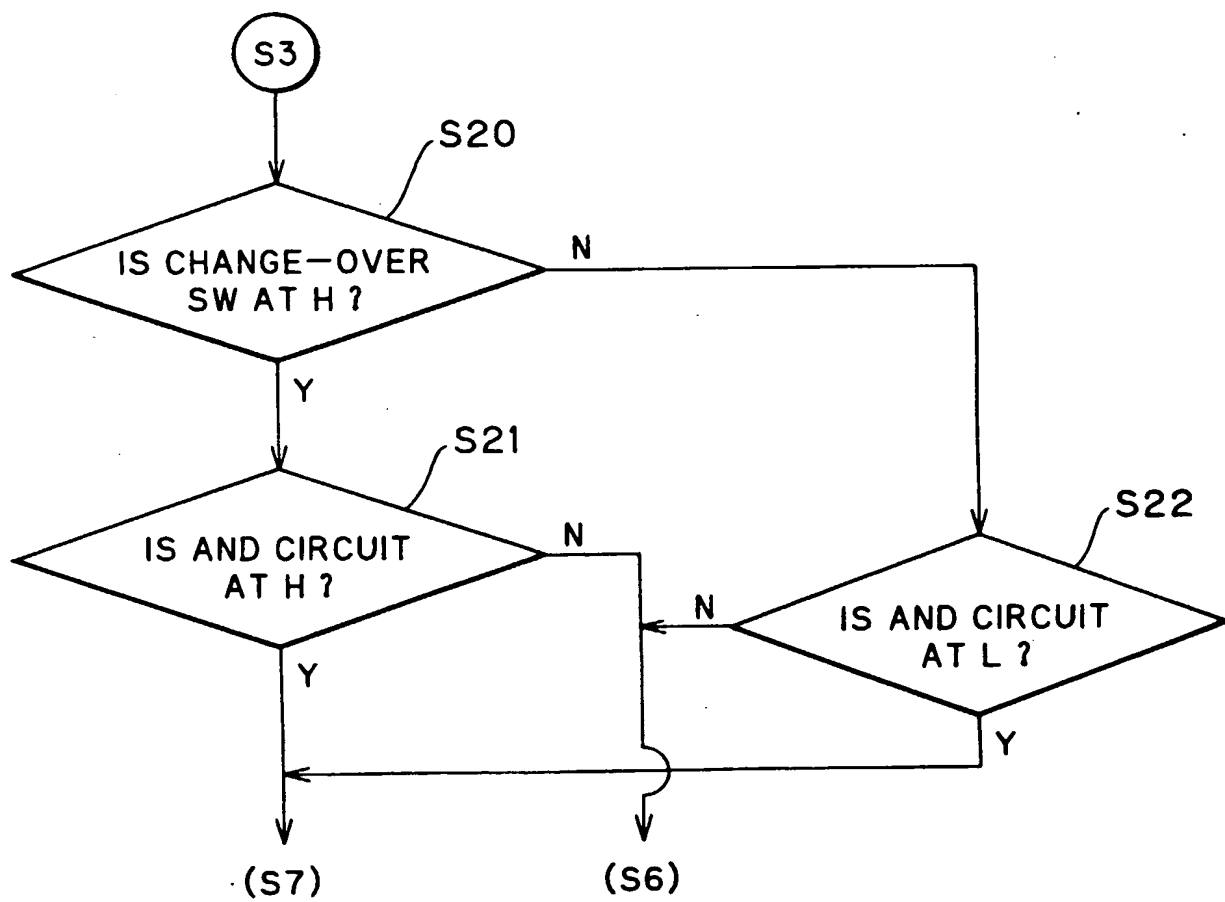 S3
S20
IS CHANGE-OVER
SW AT H ?
N
Y
S21
IS AND CIRCUIT
AT H ?
N
Y
S22
IS AND CIRCUIT
AT L ?
N
Y
(S7)
(S6)